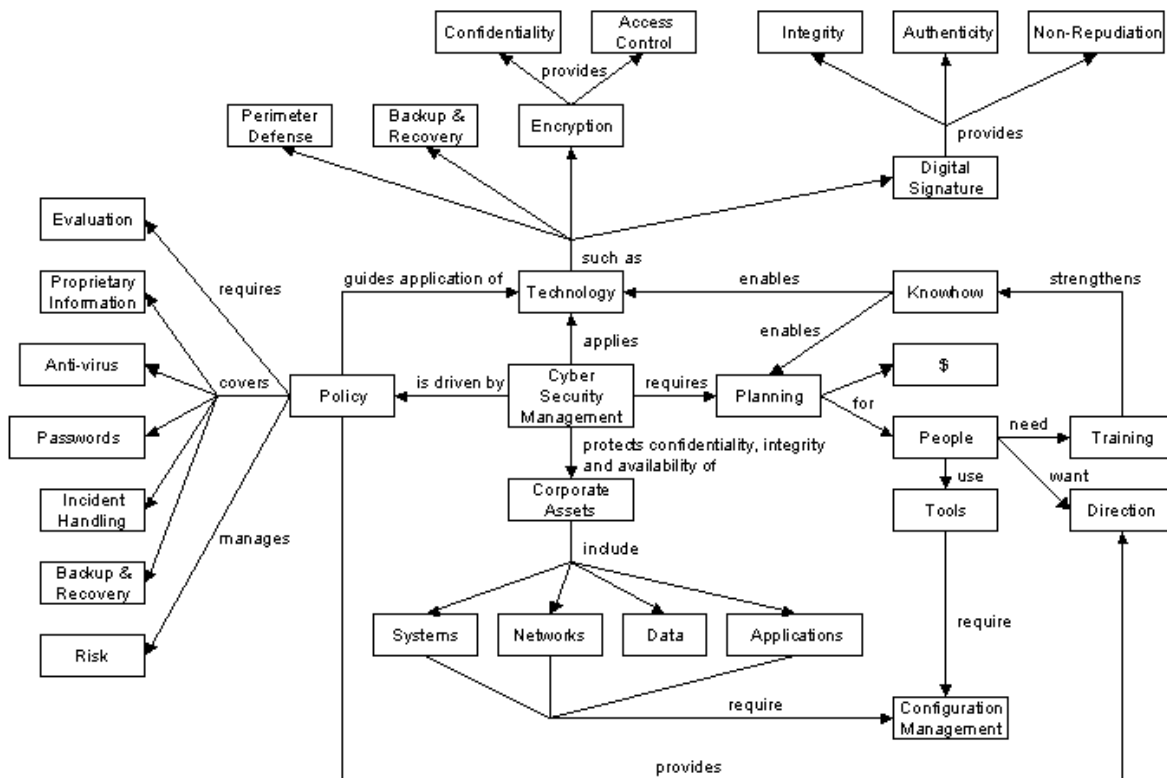 Confidentiality
Access
Control
Integrity
Authenticity
Non-Repudiation
provides
Perimeter
Defense
Backup &
Recovery
Encryption
provides
Digital
Signature
Evaluation
such as
guides application of
Technology
enables
Knowhow
strengthens
Proprietary
Information
requires
enables
applies
Anti-virus
covers
Policy
is driven by
Cyber
Security
Management
requires
Planning
$
for
Passwords
People
need
Training
protects confidentiality, integrity
and availability of
use
want
Incident
Handling
Corporate
Assets
Tools
Direction
manages
include
Backup &
Recovery
Systems
Networks
Data
Applications
require
Risk
require
Configuration
Management
provides